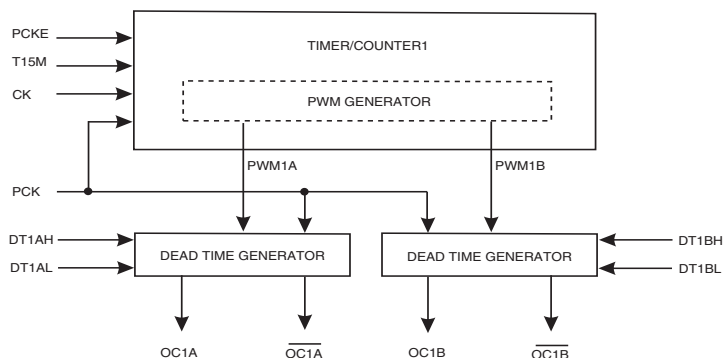 PCKE
TIMER/COUNTER1
T15M
CK
PWM GENERATOR
PWM1A
PWM1B
PCK
DT1AH
DEAD TIME GENERATOR
DEAD TIME GENERATOR
DT1BH
DT1AL
DT1BL
OC1A
OC1A
OC1B
OC1B